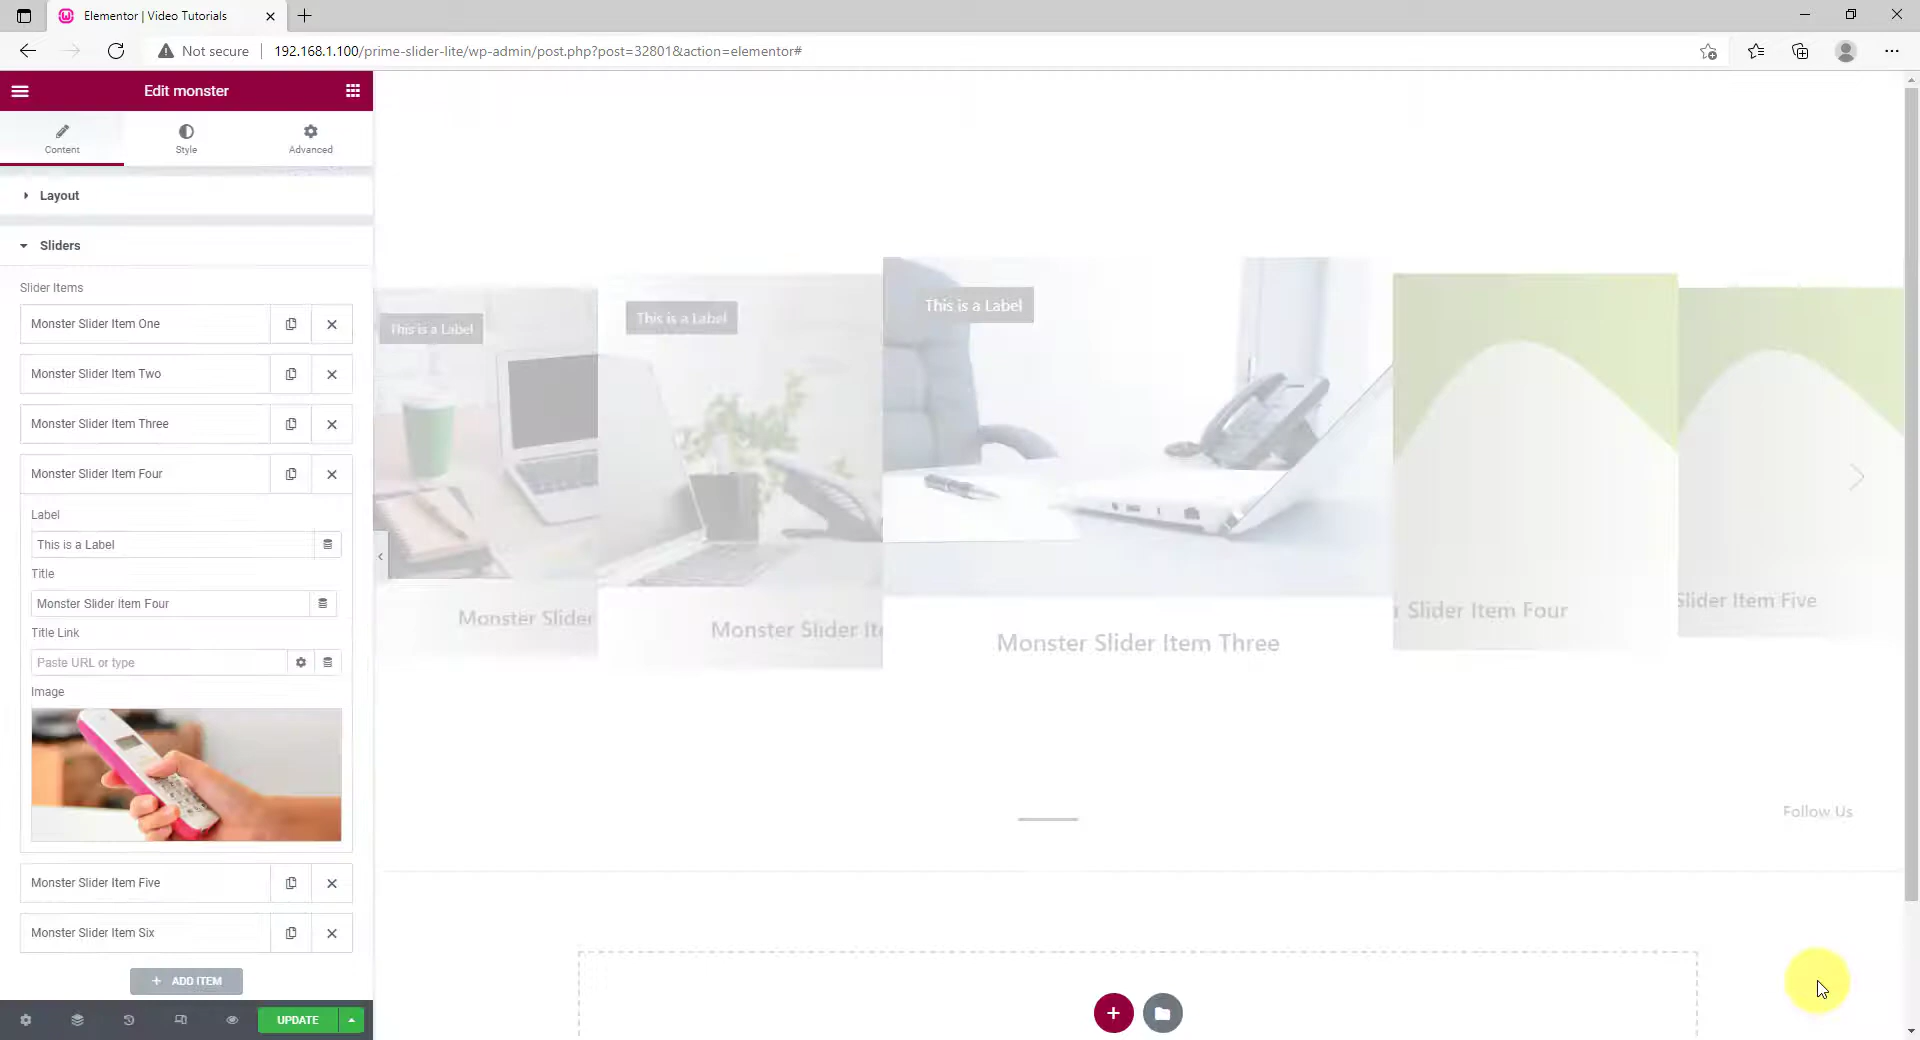 Elementor | Video Tutorials
Not secure
192.168.1.100/prime-slider-lite/wp-admin/post.php?post=32801&action=elementor#
Edit monster
Content
Style
Advanced
Layout
Sliders
Slider Items
Monster Slider Item One
Monster Slider Item Two
Monster Slider Item Three
Monster Slider Item Four
Label
This is a Label
Title
Monster Slider Item Four
Title Link
Paste URL or type
Image
Monster Slider Item Five
Monster Slider Item Six
+ ADD ITEM
UPDATE
This is a Label
This is a Label
This is a Label
Monster Slider
Monster Slider Ite
Monster Slider Item Three
r Slider Item Four
Slider Item Five
Follow Us